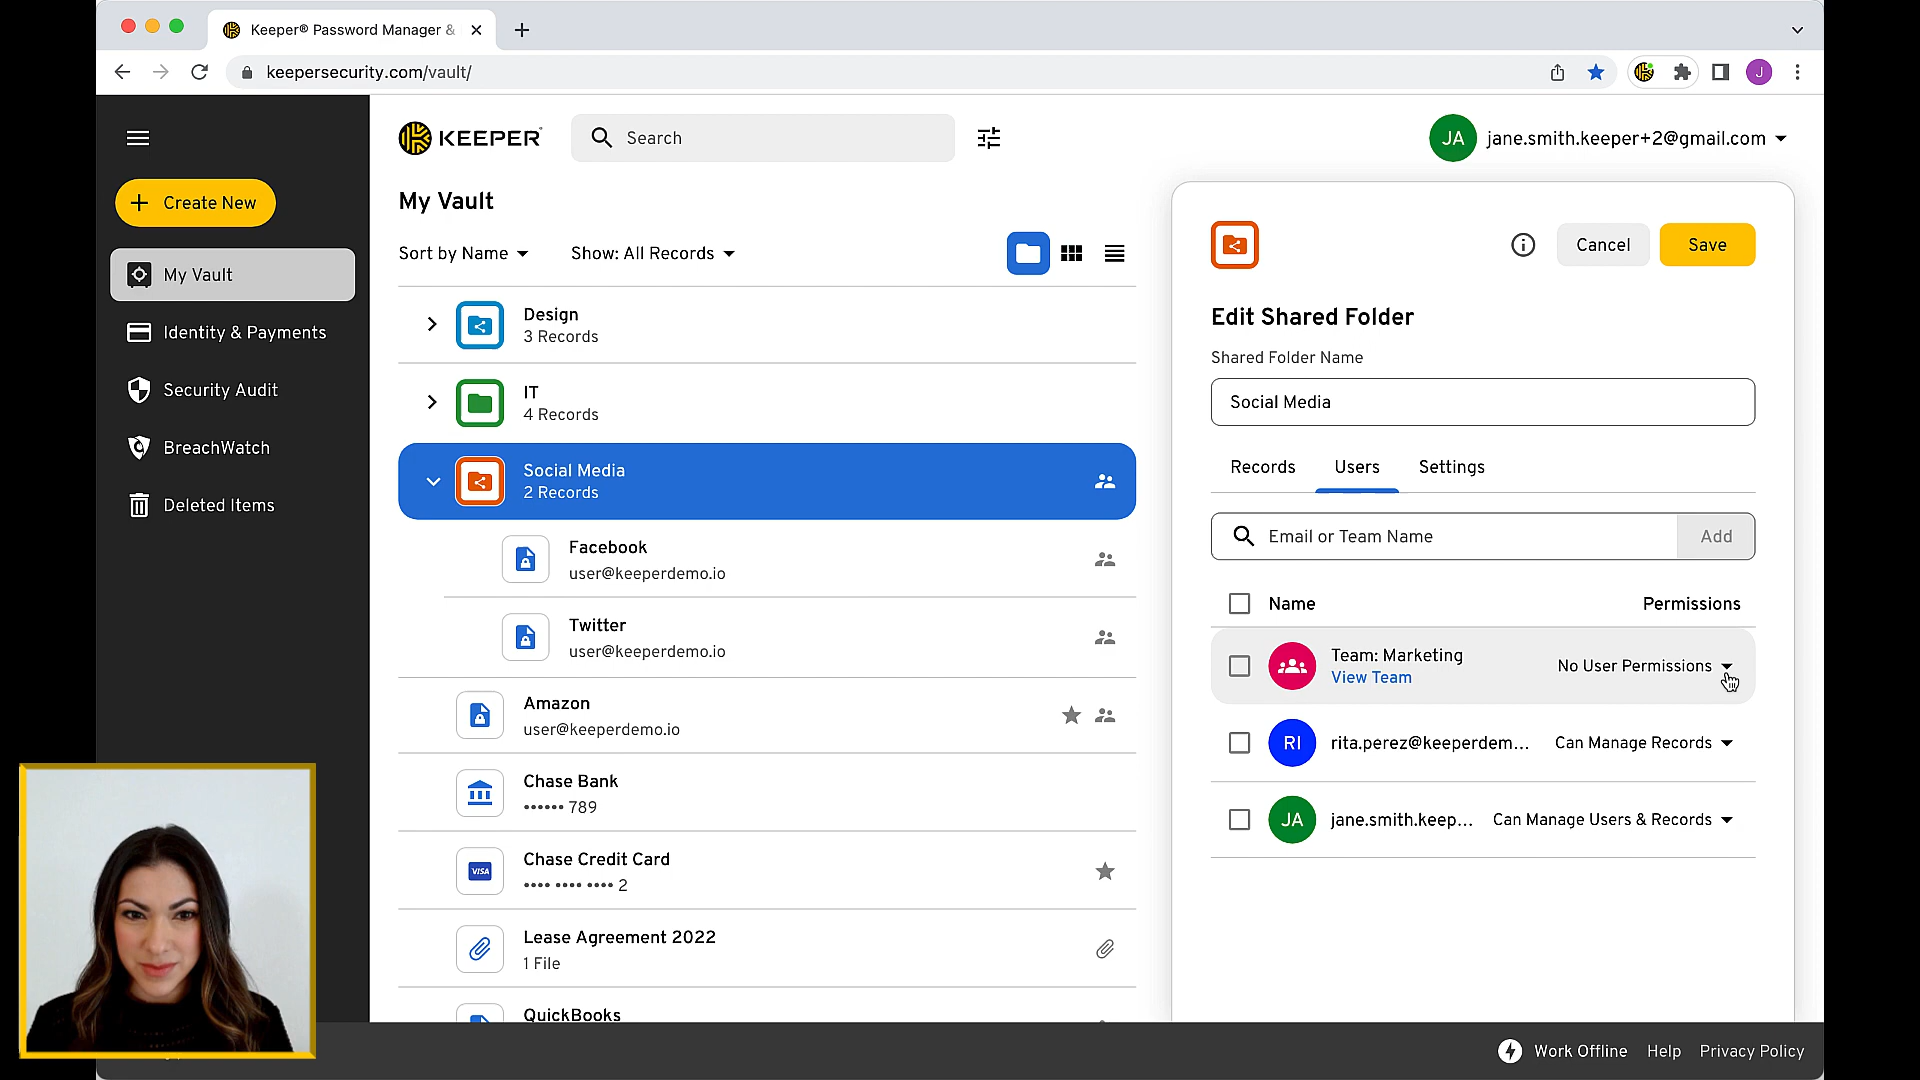 Keeper® Password Manager &
keepersecurity.com/vault/
J
KEEPER
Search
JA
jane.smith.keeper+2@gmail.com
Create New
My Vault
Identity & Payments
Security Audit
BreachWatch
Deleted Items
My Vault
Sort by Name
Show: All Records
Design
3 Records
IT
4 Records
Social Media
2 Records
Facebook
user@keeperdemo.io
Twitter
user@keeperdemo.io
Amazon
user@keeperdemo.io
Chase Bank
•••••• 789
VISA
Chase Credit Card
•••• •••• •••• 2
Lease Agreement 2022
1 File
QuickBooks
Cancel
Save
Edit Shared Folder
Shared Folder Name
Social Media
Records Users Settings
Email or Team Name
Add
Name Permissions
Team: Marketing
View Team
No User Permissions
RI
rita.perez@keeperdem...
Can Manage Records
JA
jane.smith.keep...
Can Manage Users & Records
Work Offline
Help
Privacy Policy